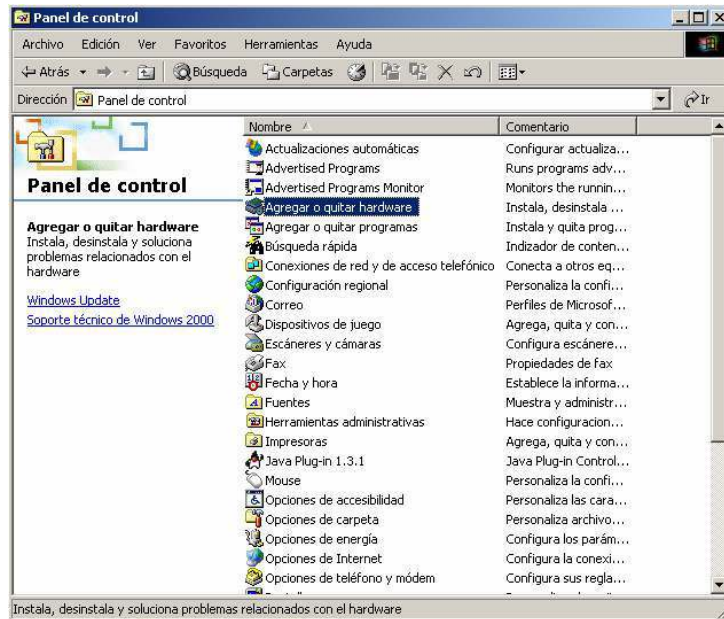 Panel de control
Archivo Edición Ver Favoritos Herramientas Ayuda
Atrás Búsqueda Carpetas
Dirección Panel de control Ir
Panel de control
Agregar o quitar hardware
Instala, desinstala y soluciona
problemas relacionados con el
hardware
Windows Update
Soporte técnico de Windows 2000
Nombre Comentario
Actualizaciones automáticas Configurar actualiza...
Advertised Programs Runs programs adv...
Advertised Programs Monitor Monitors the runnin...
Agregar o quitar hardware Instala, desinstala ...
Agregar o quitar programas Instala y quita prog...
Búsqueda rápida Indizador de conten...
Conexiones de red y de acceso telefónico Conecta a otros eq...
Configuración regional Personaliza la confi...
Correo Perfiles de Microsof...
Dispositivos de juego Agrega, quita y con...
Escáneres y cámaras Configura escánere...
Fax Propiedades de fax
Fecha y hora Establece la informa...
Fuentes Muestra y administr...
Herramientas administrativas Hace configuracion...
Impresoras Agrega, quita y con...
Java Plug-in 1.3.1 Java Plug-in Control...
Mouse Personaliza la confi...
Opciones de accesibilidad Personaliza las cara...
Opciones de carpeta Personaliza archivo...
Opciones de energía Configura los parám...
Opciones de Internet Configura la conexi...
Opciones de teléfono y módem Configura sus regla...
Instala, desinstala y soluciona problemas relacionados con el hardware